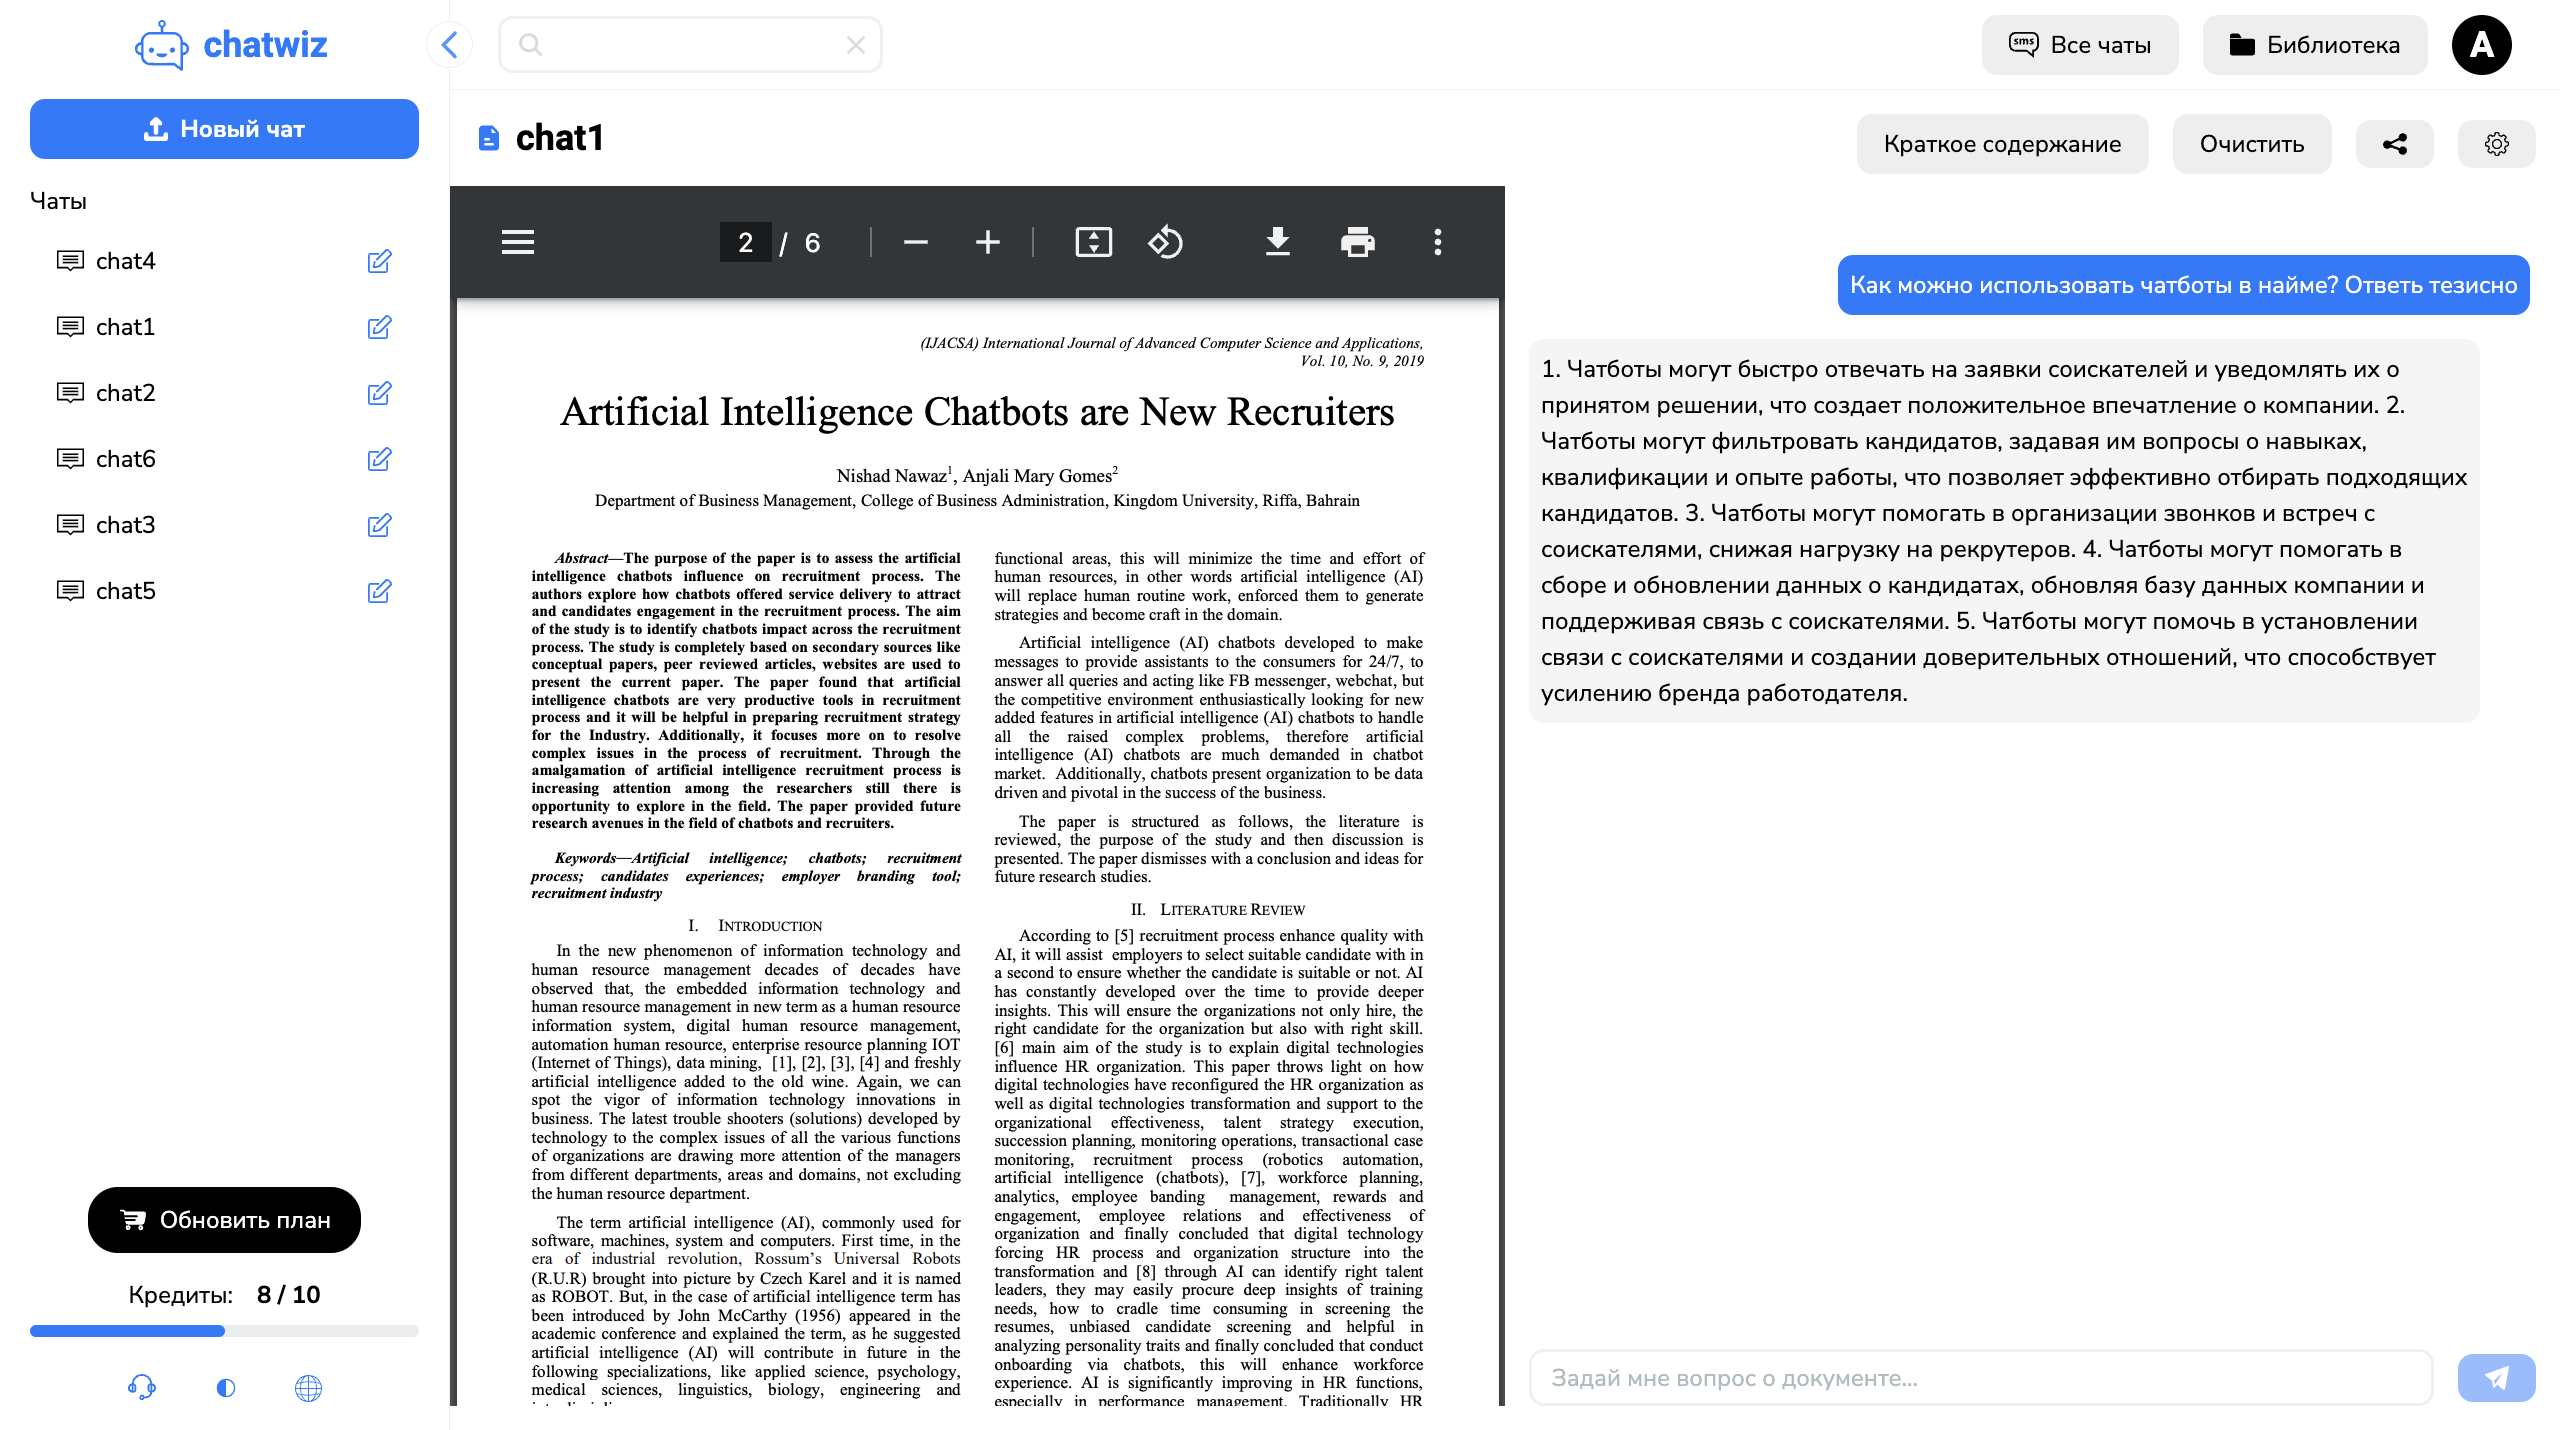 chatwiz
Новый чат
Чаты
chat4
chat1
chat2
chat6
chat3
chat5
Обновить план
Кредиты: 8 / 10
sms Все чаты
Библиотека
A
chat1
Краткое содержание
Очистить
2 / 6
(IJACSA) International Journal of Advanced Computer Science and Applications,
Vol. 10, No. 9, 2019
Artificial Intelligence Chatbots are New Recruiters
Nishad Nawaz1, Anjali Mary Gomes2
Department of Business Management, College of Business Administration, Kingdom University, Riffa, Bahrain
Abstract—The purpose of the paper is to assess the artificial
intelligence chatbots influence on recruitment process. The
authors explore how chatbots offered service delivery to attract
and candidates engagement in the recruitment process. The aim
of the study is to identify chatbots impact across the recruitment
process. The study is completely based on secondary sources like
conceptual papers, peer reviewed articles, websites are used to
present the current paper. The paper found that artificial
intelligence chatbots are very productive tools in recruitment
process and it will be helpful in preparing recruitment strategy
for the Industry. Additionally, it focuses more on to resolve
complex issues in the process of recruitment. Through the
amalgamation of artificial intelligence recruitment process is
increasing attention among the researchers still there is
opportunity to explore in the field. The paper provided future
research avenues in the field of chatbots and recruiters.
Keywords—Artificial intelligence; chatbots; recruitment
process; candidates experiences; employer branding tool;
recruitment industry
I. INTRODUCTION
In the new phenomenon of information technology and
human resource management decades of decades have
observed that, the embedded information technology and
human resource management in new term as a human resource
information system, digital human resource management,
automation human resource, enterprise resource planning IOT
(Internet of Things), data mining, [1], [2], [3], [4] and freshly
artificial intelligence added to the old wine. Again, we can
spot the vigor of information technology innovations in
business. The latest trouble shooters (solutions) developed by
technology to the complex issues of all the various functions
of organizations are drawing more attention of the managers
from different departments, areas and domains, not excluding
the human resource department.
The term artificial intelligence (AI), commonly used for
software, machines, system and computers. First time, in the
era of industrial revolution, Rossum's Universal Robots
(R.U.R) brought into picture by Czech Karel and it is named
as ROBOT. But, in the case of artificial intelligence term has
been introduced by John McCarthy (1956) appeared in the
academic conference and explained the term, as he suggested
artificial intelligence (AI) will contribute in future in the
following specializations, like applied science, psychology,
medical sciences, linguistics, biology, engineering and
functional areas, this will minimize the time and effort of
human resources, in other words artificial intelligence (AI)
will replace human routine work, enforced them to generate
strategies and become craft in the domain.
Artificial intelligence (AI) chatbots developed to make
messages to provide assistants to the consumers for 24/7, to
answer all queries and acting like FB messenger, webchat, but
the competitive environment enthusiastically looking for new
added features in artificial intelligence (AI) chatbots to handle
all the raised complex problems, therefore artificial
intelligence (AI) chatbots are much demanded in chatbot
market. Additionally, chatbots present organization to be data
driven and pivotal in the success of the business.
The paper is structured as follows, the literature is
reviewed, the purpose of the study and then discussion is
presented. The paper dismisses with a conclusion and ideas for
future research studies.
II. LITERATURE REVIEW
According to [5] recruitment process enhance quality with
AI, it will assist employers to select suitable candidate with in
a second to ensure whether the candidate is suitable or not. AI
has constantly developed over the time to provide deeper
insights. This will ensure the organizations not only hire, the
right candidate for the organization but also with right skill.
[6] main aim of the study is to explain digital technologies
influence HR organization. This paper throws light on how
digital technologies have reconfigured the HR organization as
well as digital technologies transformation and support to the
organizational effectiveness, talent strategy execution,
succession planning, monitoring operations, transactional case
monitoring, recruitment process (robotics automation,
artificial intelligence (chatbots), [7], workforce planning,
analytics, employee banding management, rewards and
engagement, employee relations and effectiveness of
organization and finally concluded that digital technology
forcing HR process and organization structure into the
transformation and [8] through AI can identify right talent
leaders, they may easily procure deep insights of training
needs, how to cradle time consuming in screening the
resumes, unbiased candidate screening and helpful in
analyzing personality traits and finally concluded that conduct
onboarding via chatbots, this will enhance workforce
experience. AI is significantly improving in HR functions,
especially in performance management. Traditionally HR
Как можно использовать чатботы в найме? Ответь тезисно
1. Чатботы могут быстро отвечать на заявки соискателей и уведомлять их о
принятом решении, что создает положительное впечатление о компании. 2.
Чатботы могут фильтровать кандидатов, задавая им вопросы о навыках,
квалификации и опыте работы, что позволяет эффективно отбирать подходящих
кандидатов. 3. Чатботы могут помогать в организации звонков и встреч с
соискателями, снижая нагрузку на рекрутеров. 4. Чатботы могут помогать в
сборе и обновлении данных о кандидатах, обновляя базу данных компании и
поддерживая связь с соискателями. 5. Чатботы могут помочь в установлении
связи с соискателями и создании доверительных отношений, что способствует
усилению бренда работодателя.
Задай мне вопрос о документе...